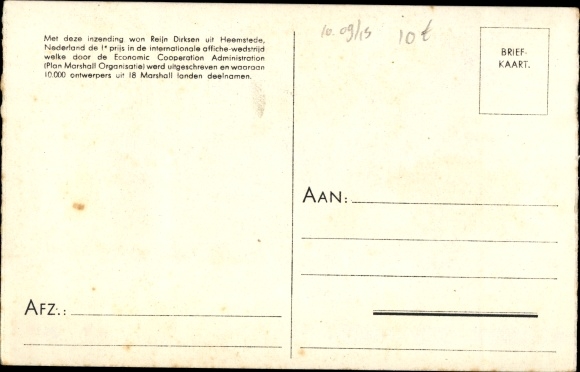 Met deze inzending won Reijn Dirksen uit Heemstede,
Nederland de 1e prijs in de internationale affiche-wedstrijd
welke door de Economic Cooperation Administration
(Plan Marshall Organisatie) werd uitgeschreven en waaraan
10.000 ontwerpers uit 18 Marshall landen deelnamen.
10.09/15 10€
BRIEF-
KAART.
AAN:
AFZ.: